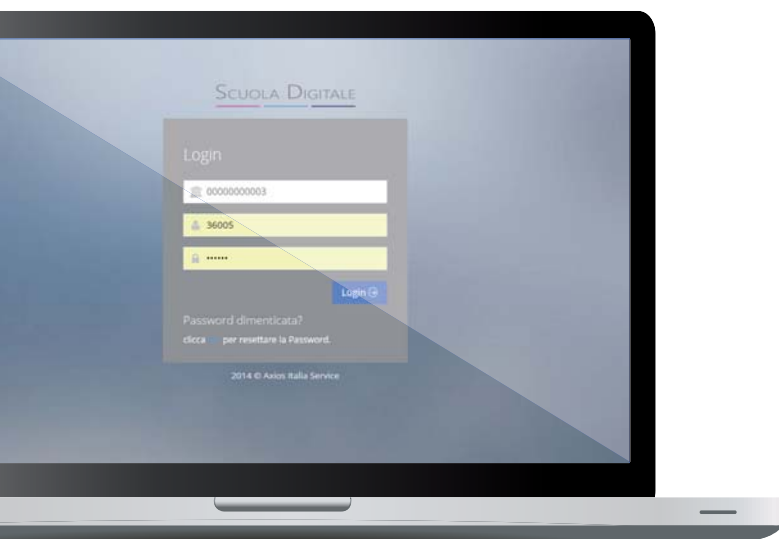 SCUOLA DIGITALE
Login
00000000003
36005
••••••
Login
Password dimenticata?
clicca per resettare la Password.
2014 © Axios Italia Service